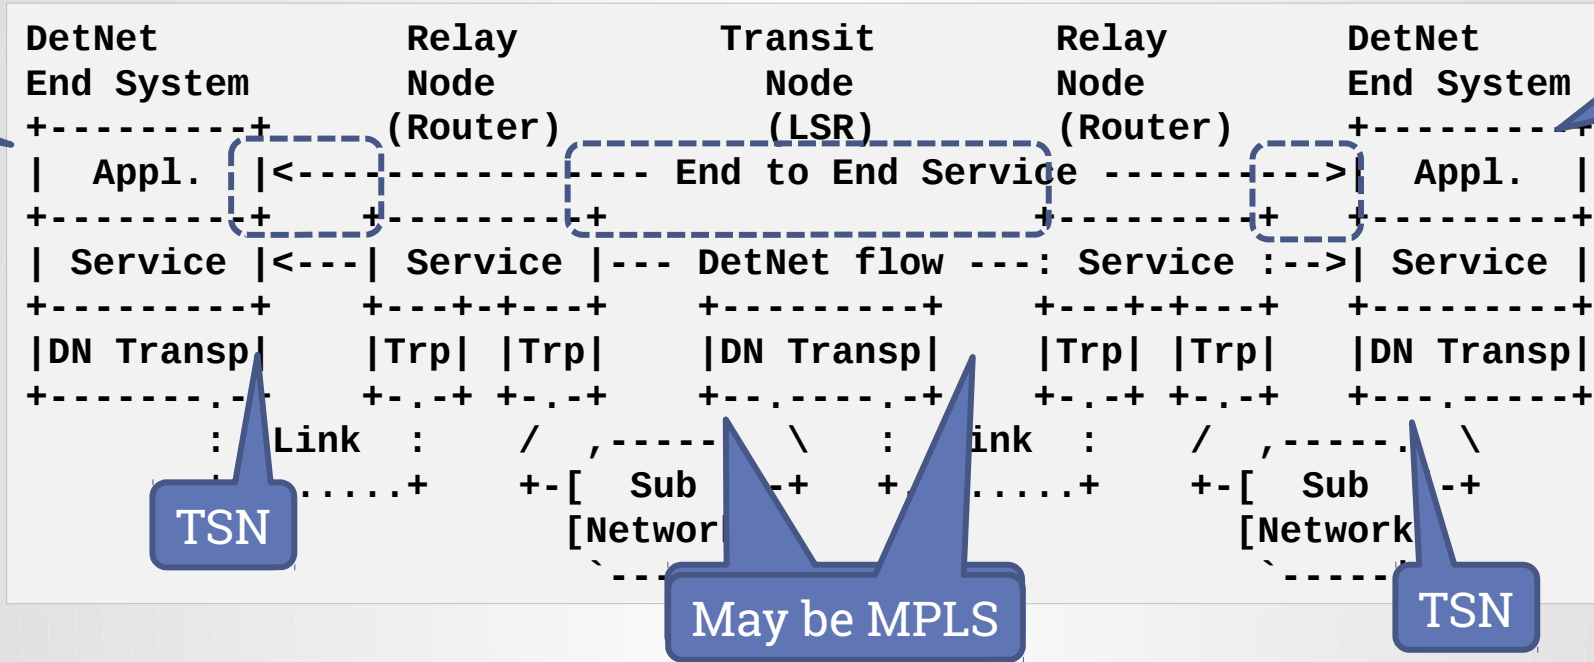 DetNet Relay Transit Relay DetNet
End System Node Node Node End System
+---------+ (Router) (LSR) (Router) +---------+
| Appl. |<---------------- End to End Service ---------->| Appl. |
+---------+ +---------+ +---------+ +---------+
| Service |<---| Service |--- DetNet flow ---: Service :-->| Service |
+---------+ +---+-+---+ +---------+ +---+-+---+ +---------+
|DN Transp| |Trp| |Trp| |DN Transp| |Trp| |Trp| |DN Transp|
+-------.-+ +-.-+ +-.-+ +--.----.-+ +-.-+ +-.-+ +---.-----+
: Link : / ,----- \ : : / ,-----. \
.....+ +-[ Sub -+ +. .....+ +-[ Sub -+
[Network [Network
`--- `-----
TSN
May be MPLS
TSN